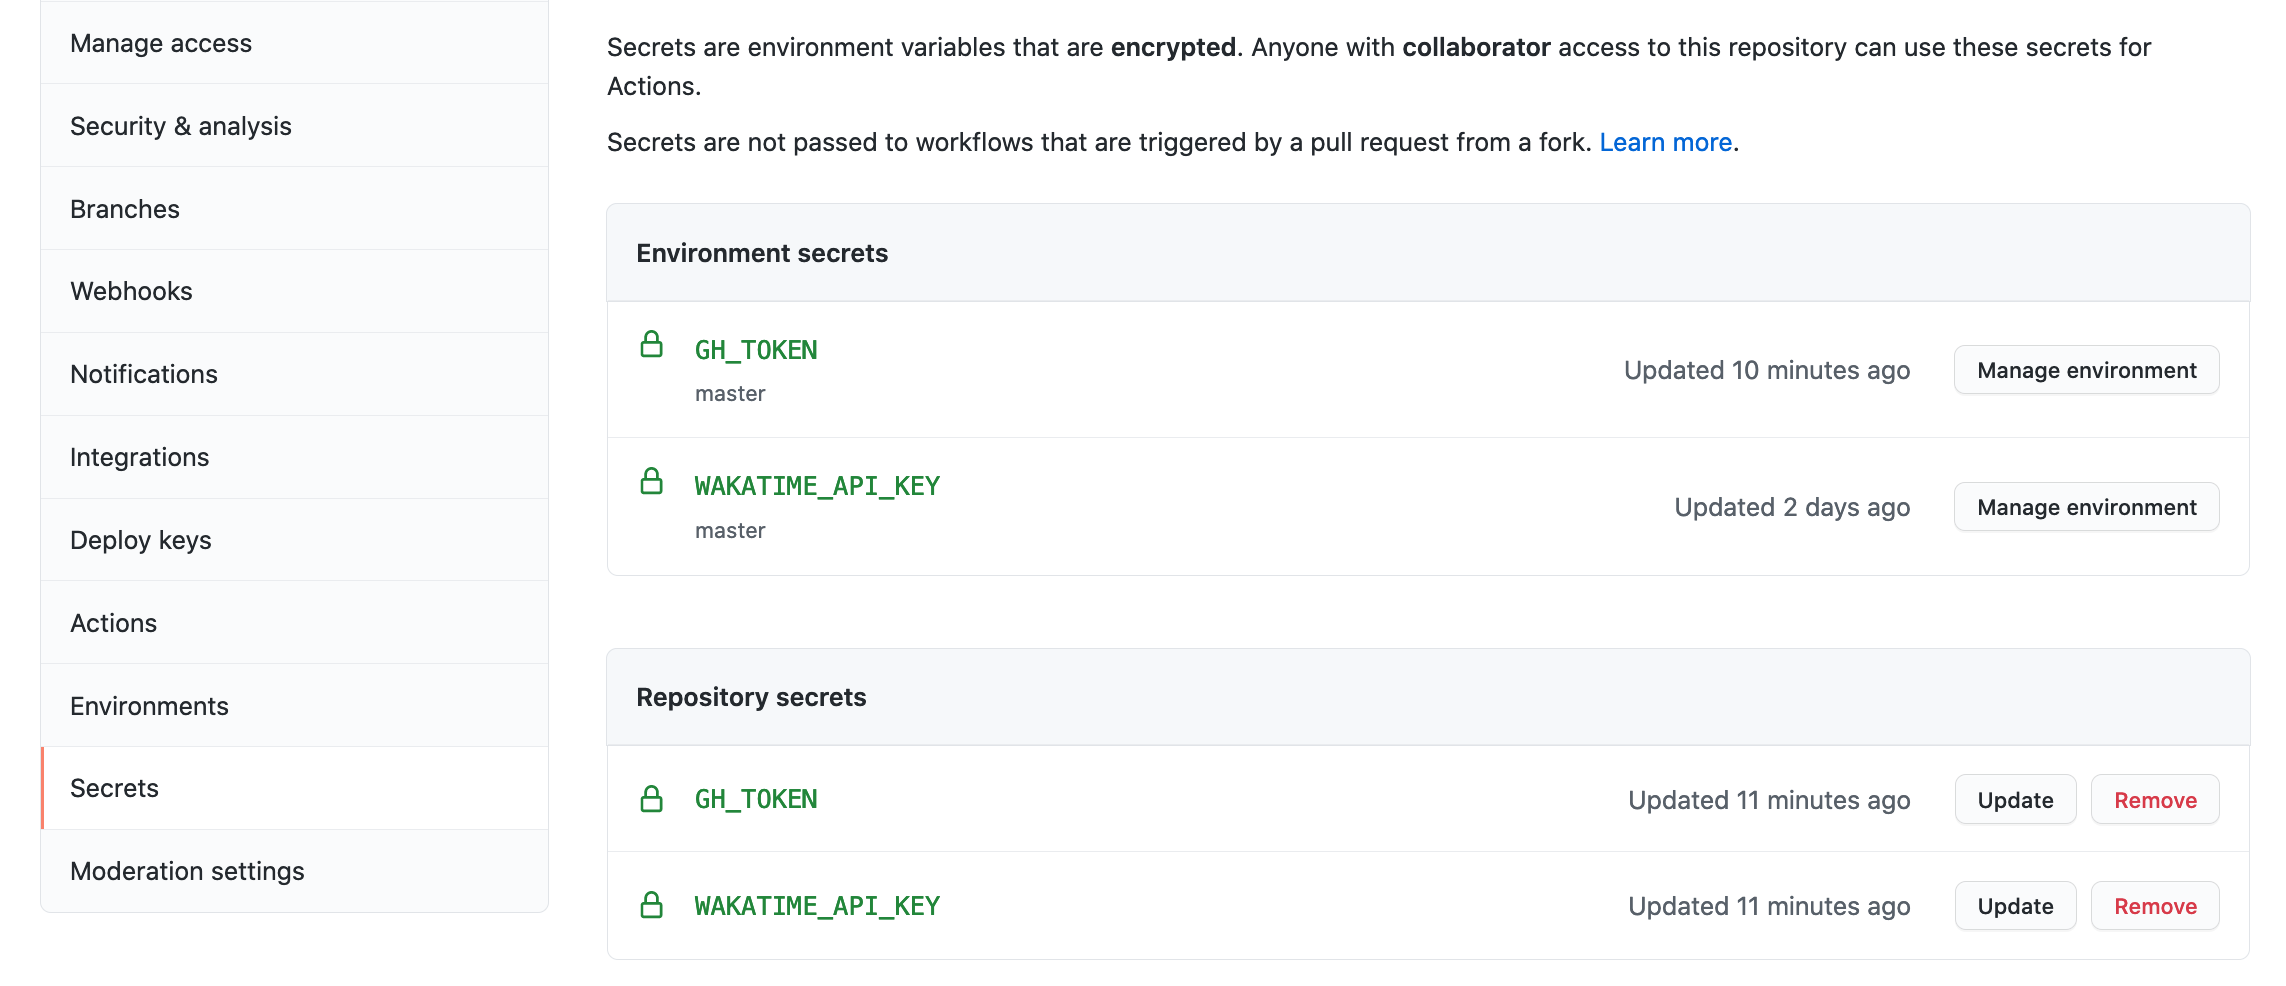 Manage access
Security & analysis
Branches
Webhooks
Notifications
Integrations
Deploy keys
Actions
Environments
Secrets
Moderation settings
Secrets are environment variables that are encrypted. Anyone with collaborator access to this repository can use these secrets for
Actions.
Secrets are not passed to workflows that are triggered by a pull request from a fork. Learn more.
Environment secrets
GH_TOKEN
master
Updated 10 minutes ago
Manage environment
WAKATIME_API_KEY
master
Updated 2 days ago
Manage environment
Repository secrets
GH_TOKEN
Updated 11 minutes ago
Update
Remove
WAKATIME_API_KEY
Updated 11 minutes ago
Update
Remove